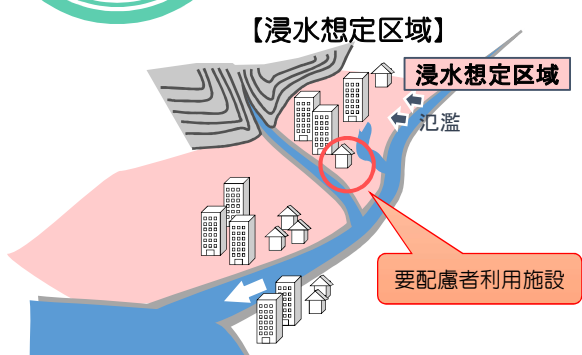 【浸水想定区域】
浸水想定区域
氾濫
要配慮者利用施設